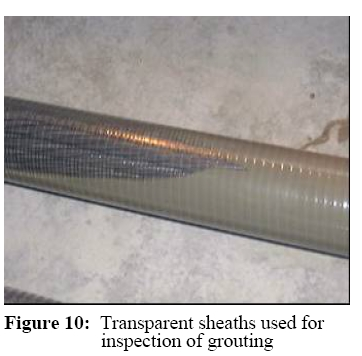 Figure 10: Transparent sheaths used for
inspection of grouting